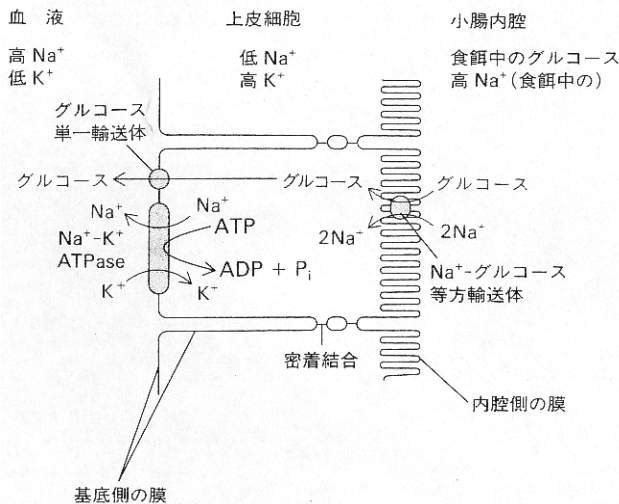 血液
高 Na⁺
低 K⁺
上皮細胞
低 Na⁺
高 K⁺
小腸内腔
食餌中のグルコース
高 Na⁺(食餌中の)
グルコース
単一輸送体
グルコース
グルコース
グルコース
Na⁺
Na⁺
Na⁺-K⁺
ATPase
ATP
ADP + Pᵢ
K⁺
K⁺
2Na⁺
2Na⁺
Na⁺-グルコース
等方輸送体
密着結合
内腔側の膜
基底側の膜